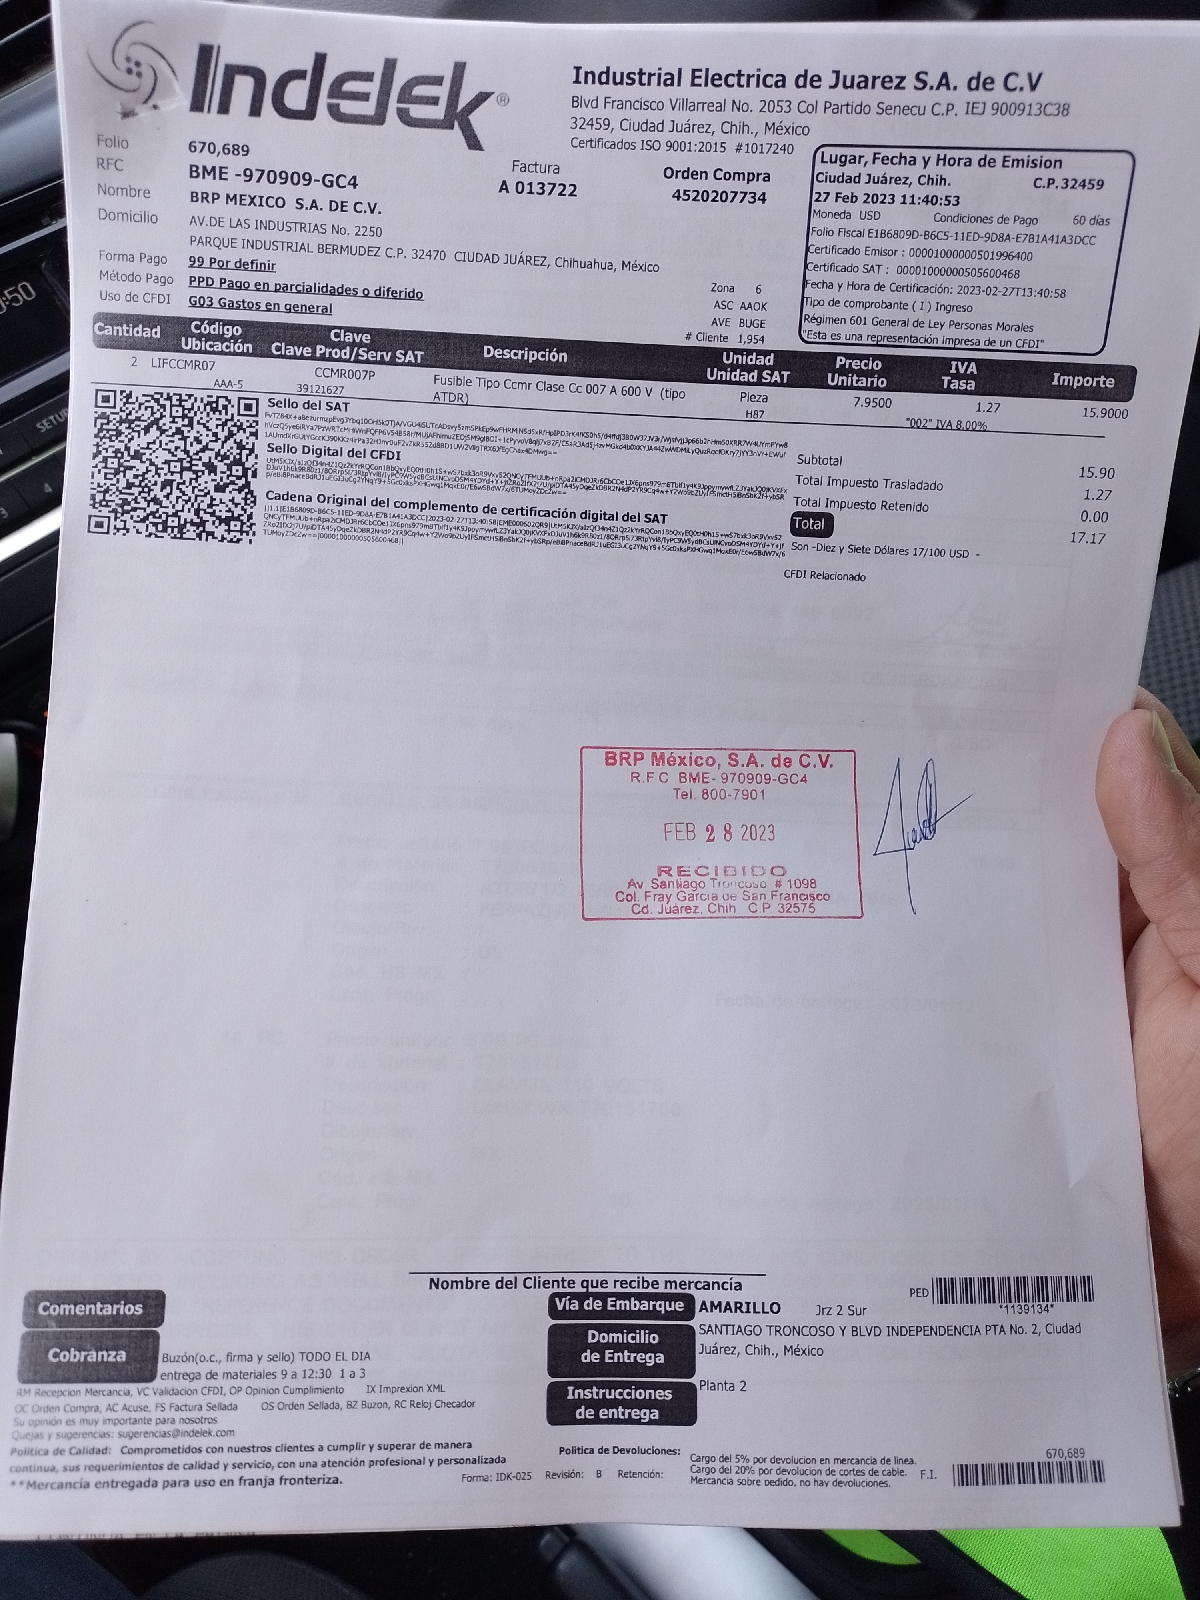 Indelek®
Industrial Electrica de Juarez S.A. de C.V
Blvd Francisco Villarreal No. 2053 Col Partido Senecu C.P. IEJ 900913C38
32459, Ciudad Juárez, Chih., México
Certificados ISO 9001:2015 #1017240
Folio 670,689
RFC BME -970909-GC4
Nombre BRP MEXICO S.A. DE C.V.
Domicilio AV.DE LAS INDUSTRIAS No. 2250
PARQUE INDUSTRIAL BERMUDEZ C.P. 32470 CIUDAD JUÁREZ, Chihuahua, México
Forma Pago 99 Por definir
Método Pago PPD Pago en parcialidades o diferido
Uso de CFDI G03 Gastos en general
Factura
A 013722
Orden Compra
4520207734
Zona 6
ASC AAOK
AVE BUGE
# Cliente 1,954
Lugar, Fecha y Hora de Emision
Ciudad Juárez, Chih. C.P.32459
27 Feb 2023 11:40:53
Moneda USD Condiciones de Pago 60 días
Folio Fiscal E1B6809D-B6C5-11ED-9D8A-E7B1A41A3DCC
Certificado Emisor : 00001000000501996400
Certificado SAT : 00001000000505600468
Fecha y Hora de Certificación: 2023-02-27T13:40:58
Tipo de comprobante ( I ) Ingreso
Régimen 601 General de Ley Personas Morales
"Esta es una representación impresa de un CFDI"
Cantidad Código Ubicación Clave Clave Prod/Serv SAT Descripción Unidad Unidad SAT Precio Unitario IVA Tasa Importe
2 LIFCCMR07 CCMR007P Fusible Tipo Ccmr Clase Cc 007 A 600 V (tipo Pieza 7.9500 1.27 15.9000
AAA-5 39121627 ATDR) H87 "002" IVA 8.00%
Sello del SAT
Sello Digital del CFDI
Cadena Original del complemento de certificación digital del SAT
Subtotal 15.90
Total Impuesto Trasladado 1.27
Total Impuesto Retenido 0.00
Total 17.17
Son -Diez y Siete Dólares 17/100 USD -
CFDI Relacionado
BRP México, S.A. de C.V.
R.F.C BME- 970909-GC4
Tel. 800-7901
FEB 28 2023
RECIBIDO
Av. Santiago Troncoso # 1098
Col. Fray Garcia de San Francisco
Cd. Juárez, Chih C.P. 32575
Nombre del Cliente que recibe mercancía
Comentarios
Cobranza Buzón(o.c., firma y sello) TODO EL DIA
entrega de materiales 9 a 12:30 1 a 3
RM Recepcion Mercancia, VC Validacion CFDI, OP Opinon Cumplimiento IX Imprexion XML
OC Orden Compra, AC Acuse, FS Factura Sellada OS Orden Sellada, BZ Buzon, RC Reloj Checador
Su opinión es muy importante para nosotros
Quejas y sugerencias: sugerencias@indelek.com
Politica de Calidad: Comprometidos con nuestros clientes a cumplir y superar de manera
continua, sus requerimientos de calidad y servicio, con una atención profesional y personalizada
**Mercancia entregada para uso en franja fronteriza.
Vía de Embarque AMARILLO Jrz 2 Sur
PED *1139134*
Domicilio de Entrega SANTIAGO TRONCOSO Y BLVD INDEPENDENCIA PTA No. 2, Ciudad
Juárez, Chih., México
Instrucciones de entrega Planta 2
Forma: IDK-025 Revisión: B Retención:
Politica de Devoluciones: Cargo del 5% por devolucion en mercancia de linea.
Cargo del 20% por devolucion de cortes de cable.
Mercancia sobre pedido, no hay devoluciones.
F.I. 670,689
SETUP